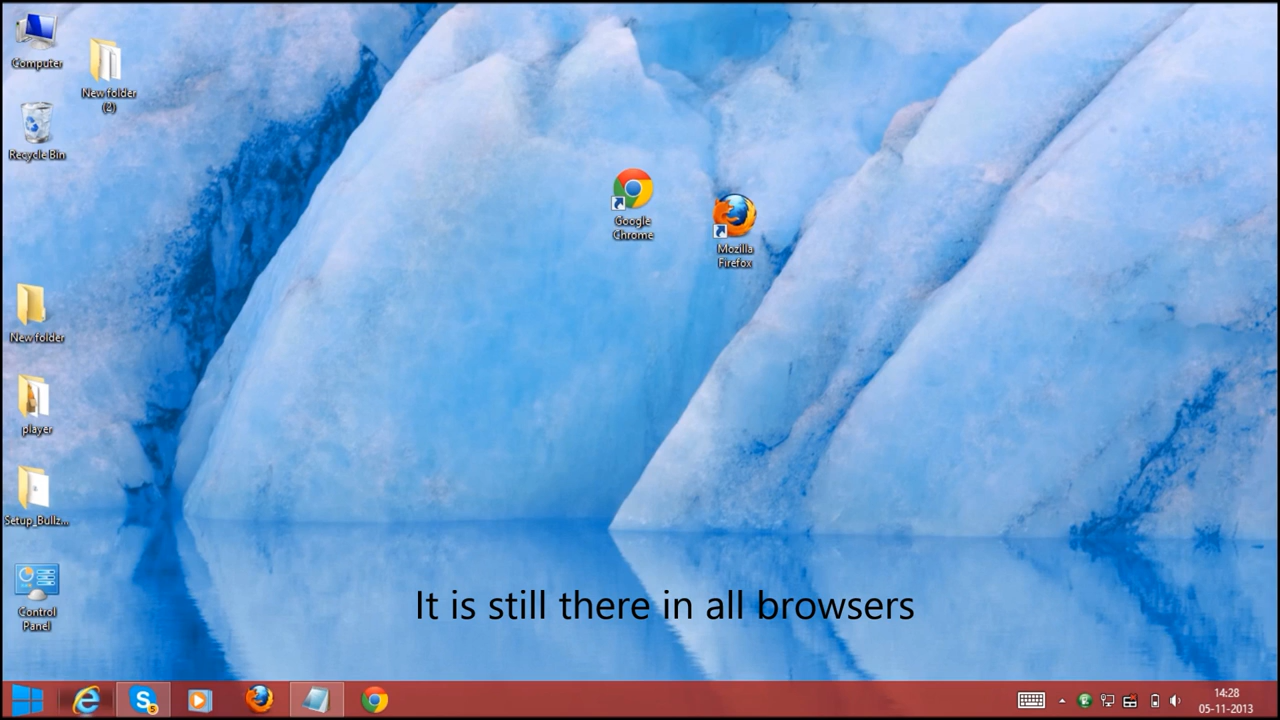 Computer
New folder
(2)
Recycle Bin
Google
Chrome
Mozilla
Firefox
New folder
player
Setup_Bullz...
Control
Panel
It is still there in all browsers
S
5
14:28
05-11-2013